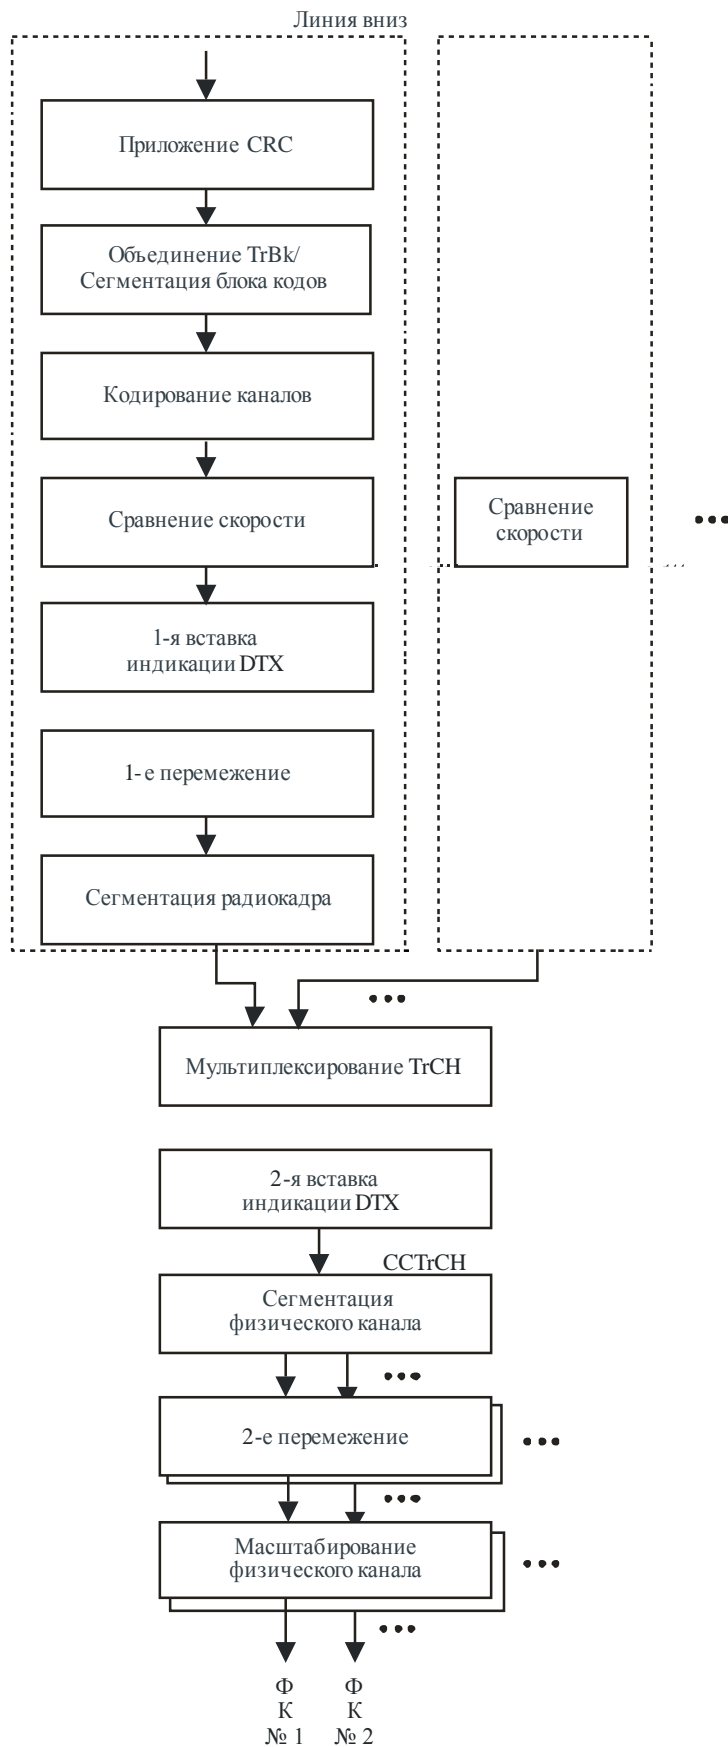 Линия вниз
Приложение CRC
Объединение TrBk/
Сегментация блока кодов
Кодирование каналов
Сравнение скорости
Сравнение
скорости
1-я вставка
индикации DTX
1-е перемежение
Сегментация радиокадра
Мультиплексирование TrCH
2-я вставка
индикации DTX
CCTrCH
Сегментация
физического канала
2-е перемежение
Масштабирование
физического канала
Ф
К
№ 1
Ф
К
№ 2